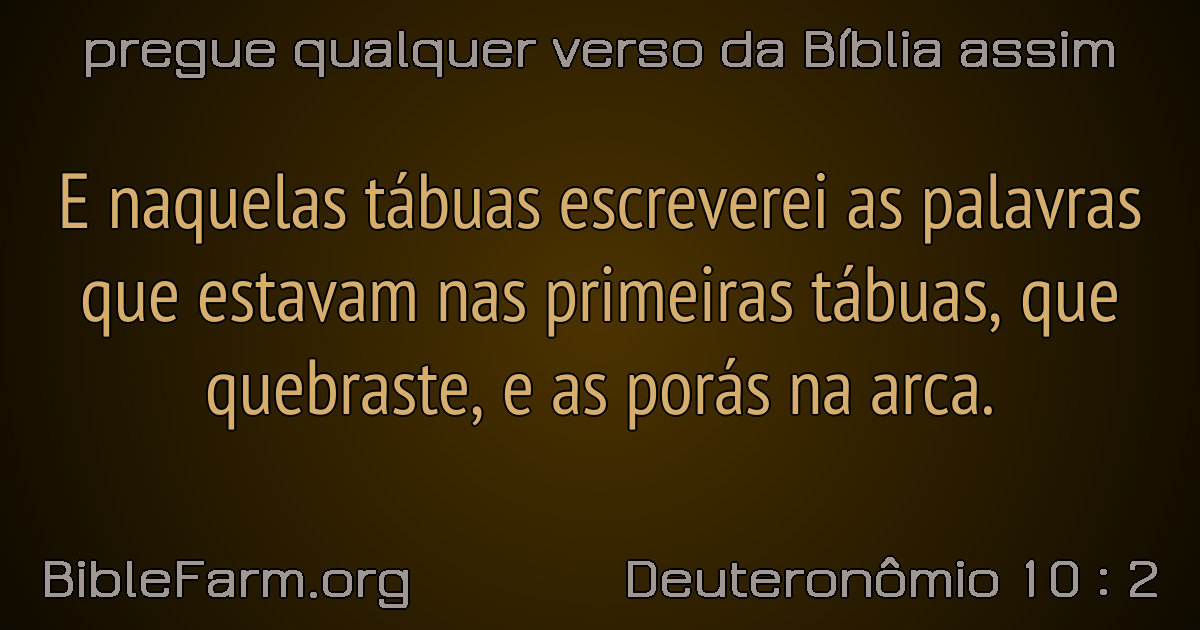 pregue qualquer verso da Bíblia assim
E naquelas tábuas escreverei as palavras
que estavam nas primeiras tábuas, que
quebraste, e as porás na arca.
BibleFarm.org
Deuteronômio 10 : 2